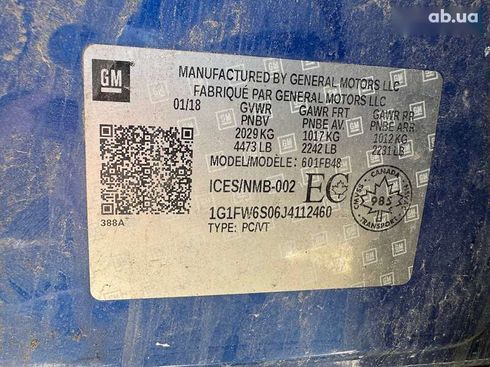 ab.ua
GM
MANUFACTURED BY GENERAL MOTORS LLC
FABRIQUÉ PAR GENERAL MOTORS LLC
01/18 GVWR GAWR FRT GAWR RR
PNBV PNBE AV PNBE ARR
2029 KG 1017 KG 1012 KG
4473 LB 2242 LB 2231 LB
MODEL/MODÈLE: 601FB48
ICES/NMB-002 EC
1G1FW6S06J4112460
TYPE: PC/VT
388A
CANADA
985
TRANSPORT